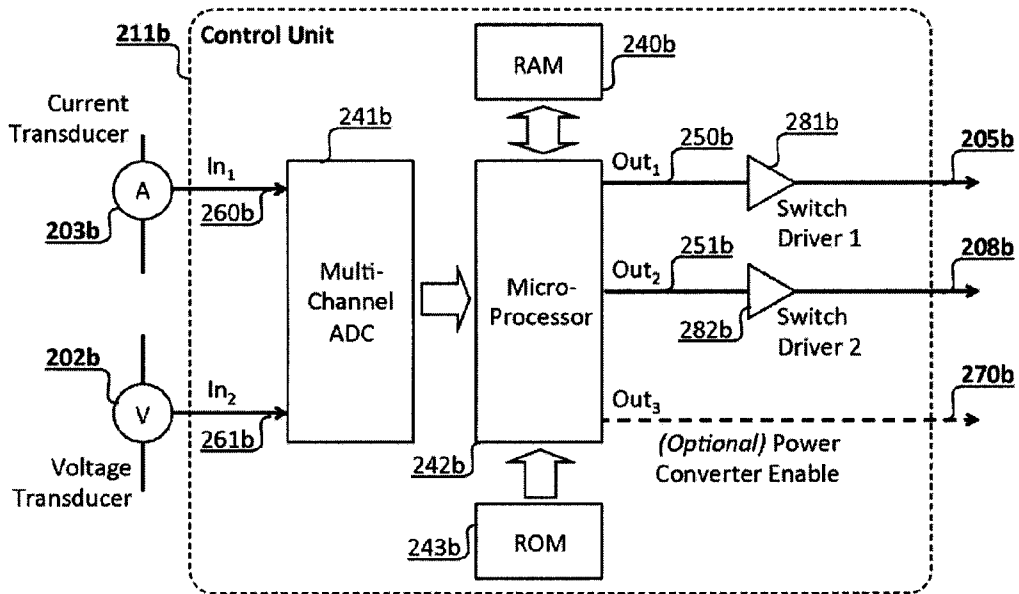 211b
Control Unit
RAM
240b
Current
Transducer
241b
A
203b
In₁
260b
Multi-
Channel
ADC
Micro-
Processor
242b
Out₁
250b
281b
205b
Switch
Driver 1
Out₂
251b
282b
208b
Switch
Driver 2
202b
V
In₂
261b
Voltage
Transducer
Out₃
270b
(Optional) Power
Converter Enable
243b
ROM